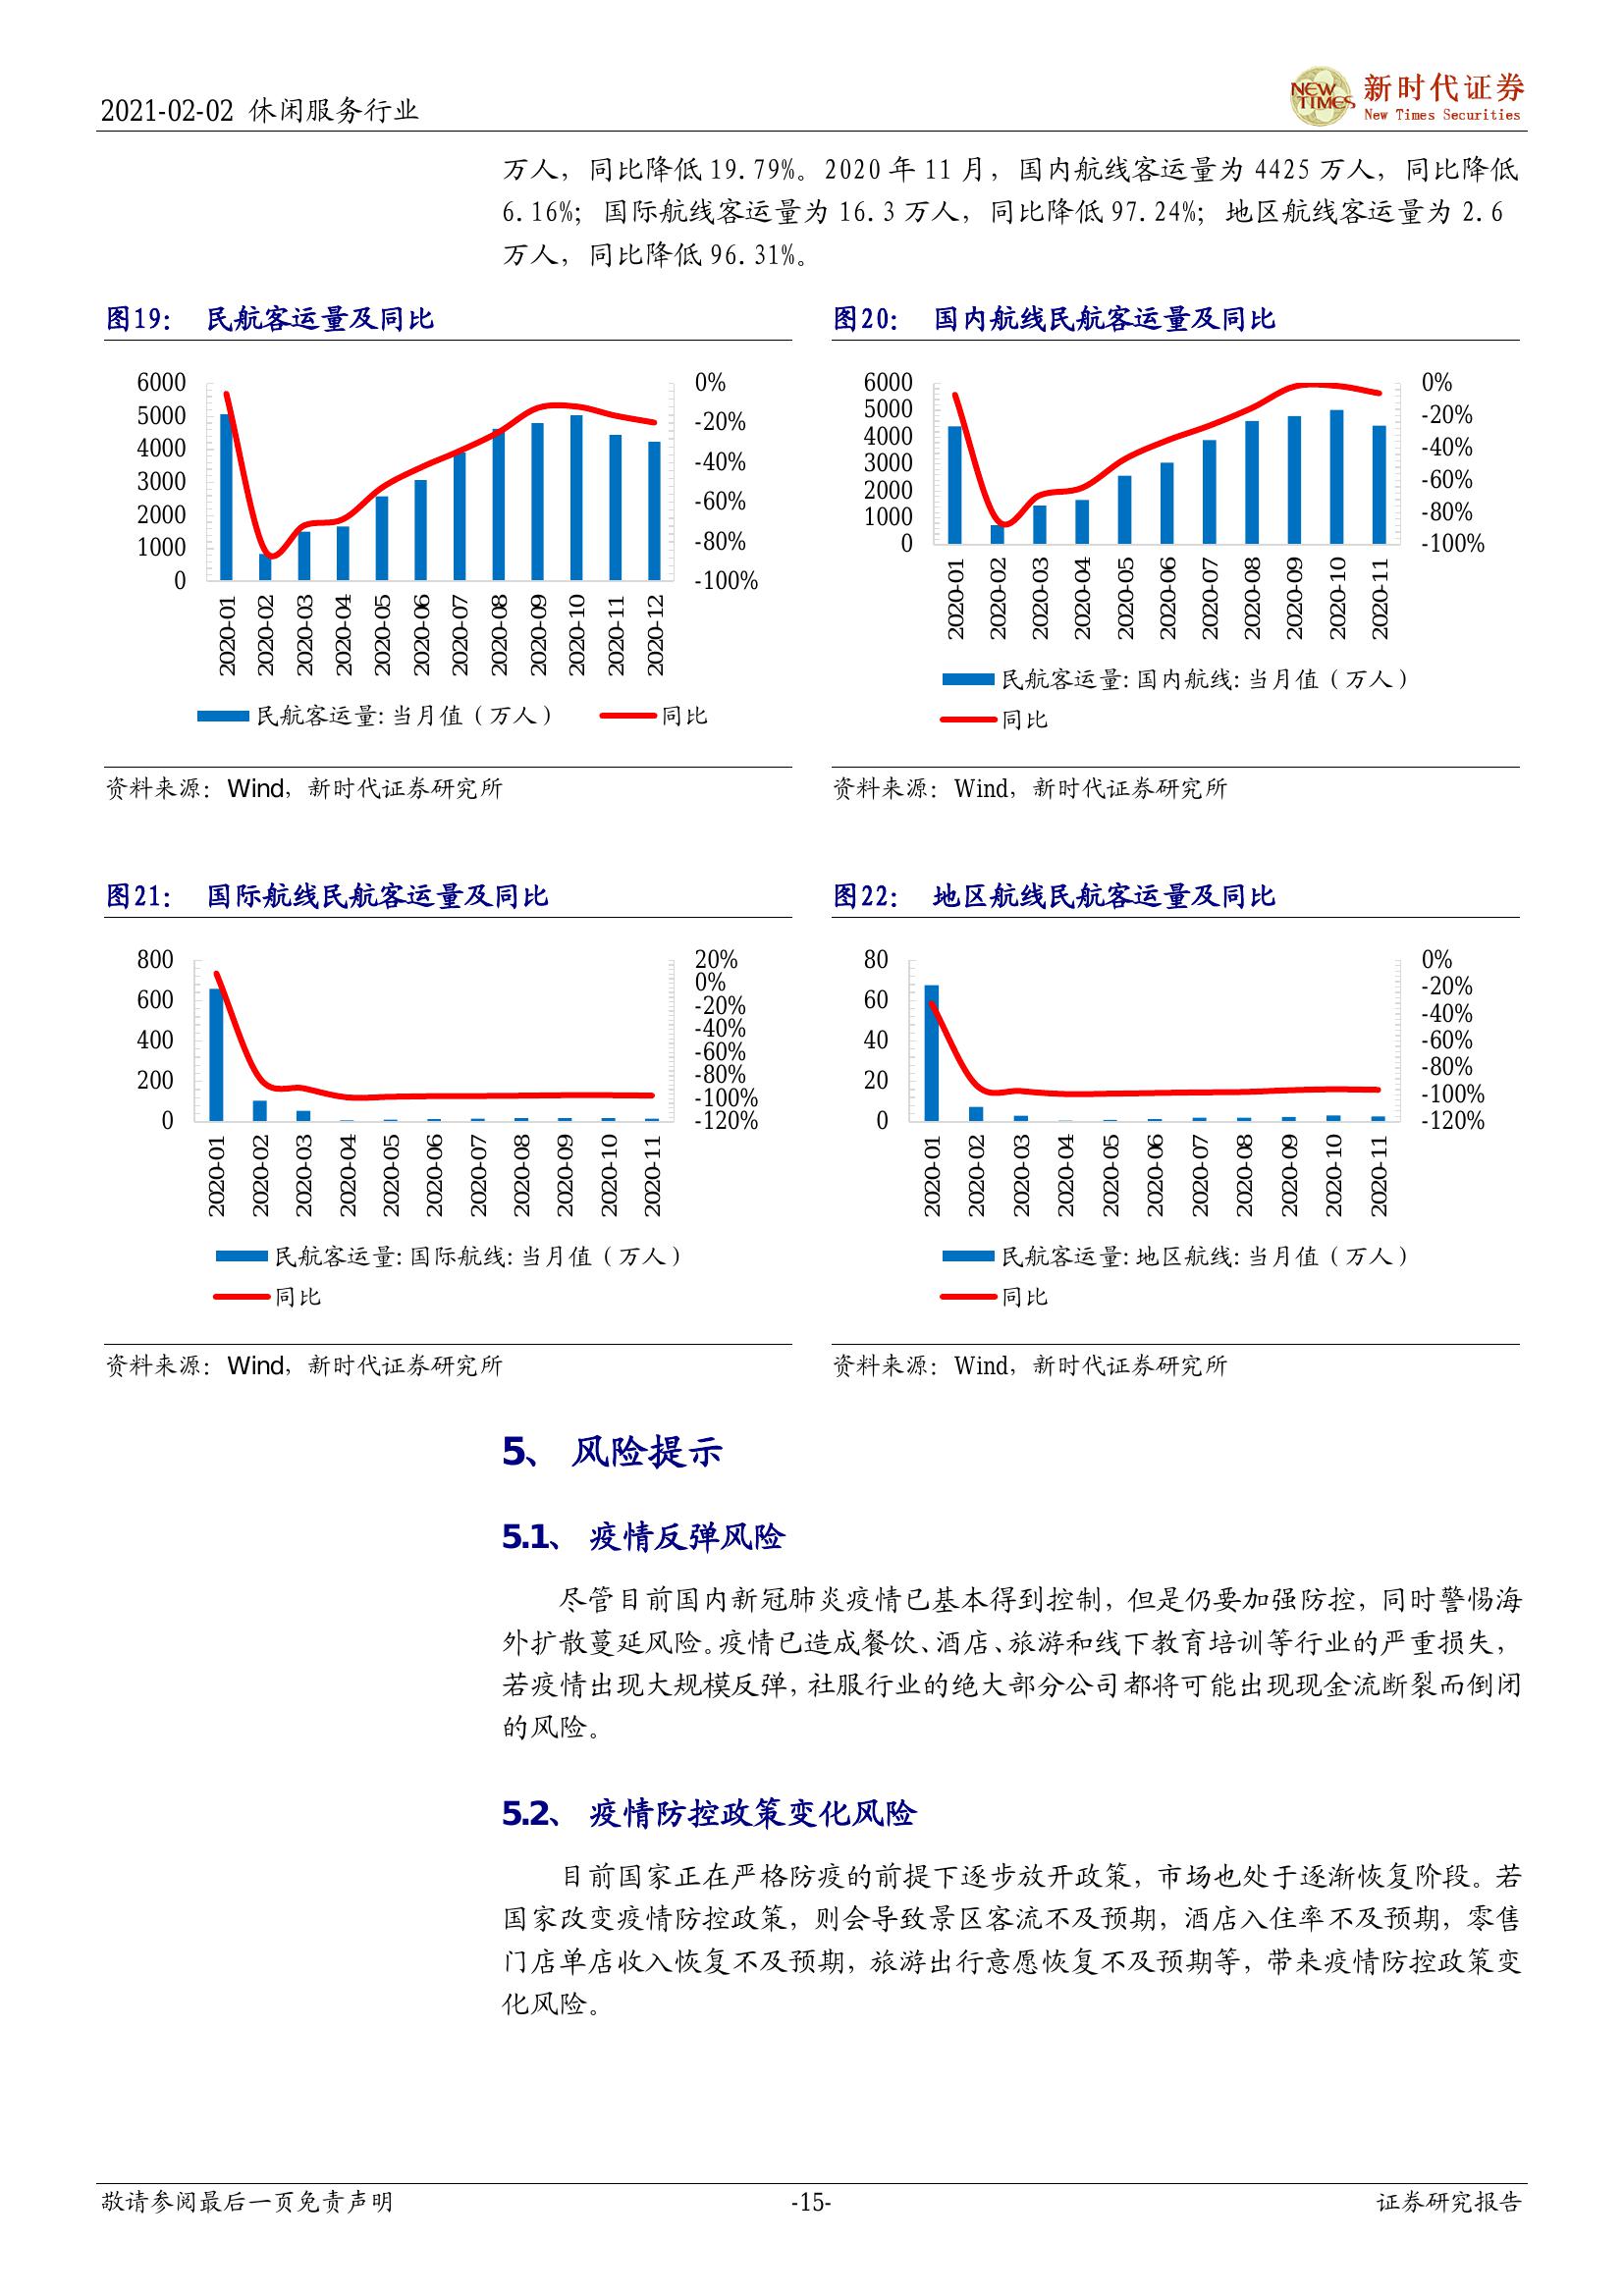 2021-02-02 休闲服务行业
NEW TIMES
新时代证券
New Times Securities
万人，同比降低 19.79%。2020 年 11 月，国内航线客运量为 4425 万人，同比降低
6.16%；国际航线客运量为 16.3 万人，同比降低 97.24%；地区航线客运量为 2.6
万人，同比降低 96.31%。
图19： 民航客运量及同比
6000
5000
4000
3000
2000
1000
0
0%
-20%
-40%
-60%
-80%
-100%
2020-01
2020-02
2020-03
2020-04
2020-05
2020-06
2020-07
2020-08
2020-09
2020-10
2020-11
2020-12
民航客运量:当月值（万人） 同比
资料来源：Wind，新时代证券研究所
图20： 国内航线民航客运量及同比
6000
5000
4000
3000
2000
1000
0
0%
-20%
-40%
-60%
-80%
-100%
2020-01
2020-02
2020-03
2020-04
2020-05
2020-06
2020-07
2020-08
2020-09
2020-10
2020-11
民航客运量:国内航线:当月值（万人）
同比
资料来源：Wind，新时代证券研究所
图21： 国际航线民航客运量及同比
800
600
400
200
0
20%
0%
-20%
-40%
-60%
-80%
-100%
-120%
2020-01
2020-02
2020-03
2020-04
2020-05
2020-06
2020-07
2020-08
2020-09
2020-10
2020-11
民航客运量:国际航线:当月值（万人）
同比
资料来源：Wind，新时代证券研究所
图22： 地区航线民航客运量及同比
80
60
40
20
0
0%
-20%
-40%
-60%
-80%
-100%
-120%
2020-01
2020-02
2020-03
2020-04
2020-05
2020-06
2020-07
2020-08
2020-09
2020-10
2020-11
民航客运量:地区航线:当月值（万人）
同比
资料来源：Wind，新时代证券研究所
5、 风险提示
5.1、 疫情反弹风险
尽管目前国内新冠肺炎疫情已基本得到控制，但是仍要加强防控，同时警惕海
外扩散蔓延风险。疫情已造成餐饮、酒店、旅游和线下教育培训等行业的严重损失，
若疫情出现大规模反弹，社服行业的绝大部分公司都将可能出现现金流断裂而倒闭
的风险。
5.2、 疫情防控政策变化风险
目前国家正在严格防疫的前提下逐步放开政策，市场也处于逐渐恢复阶段。若
国家改变疫情防控政策，则会导致景区客流不及预期，酒店入住率不及预期，零售
门店单店收入恢复不及预期，旅游出行意愿恢复不及预期等，带来疫情防控政策变
化风险。
敬请参阅最后一页免责声明
-15-
证券研究报告